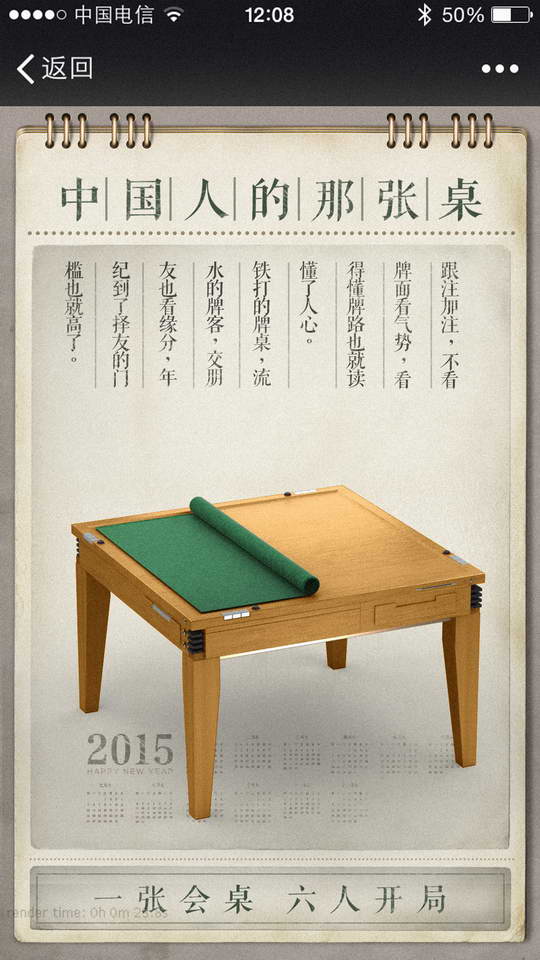 中国电信
12:08
50%
返回
中国人的那张桌
跟注加注，不看
牌面看气势，看
得懂牌路也就读
懂了人心。
铁打的牌桌，流
水的牌客，交朋
友也看缘分，年
纪到了择友的门
槛也就高了。
2015
HAPPY NEW YEAR
一张会桌 六人开局
render time: 0h 0m